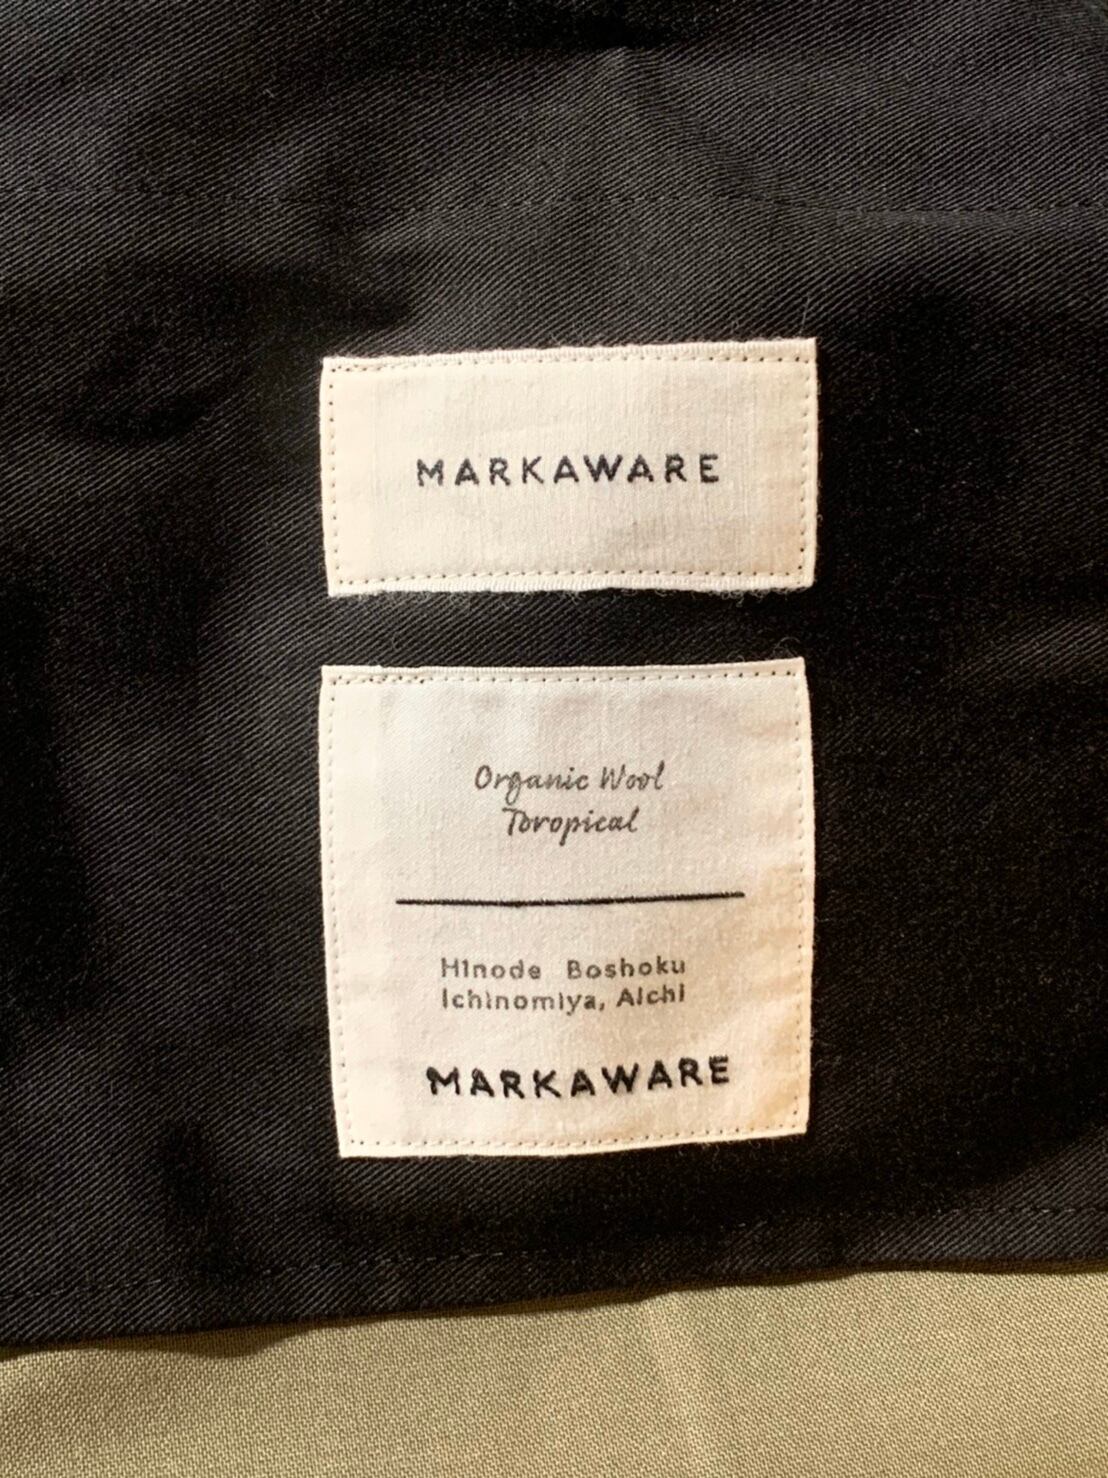 MARKAWARE
Organic Wool
Toropical
Hinode Boshoku
Ichinomiya, Aichi
MARKAWARE